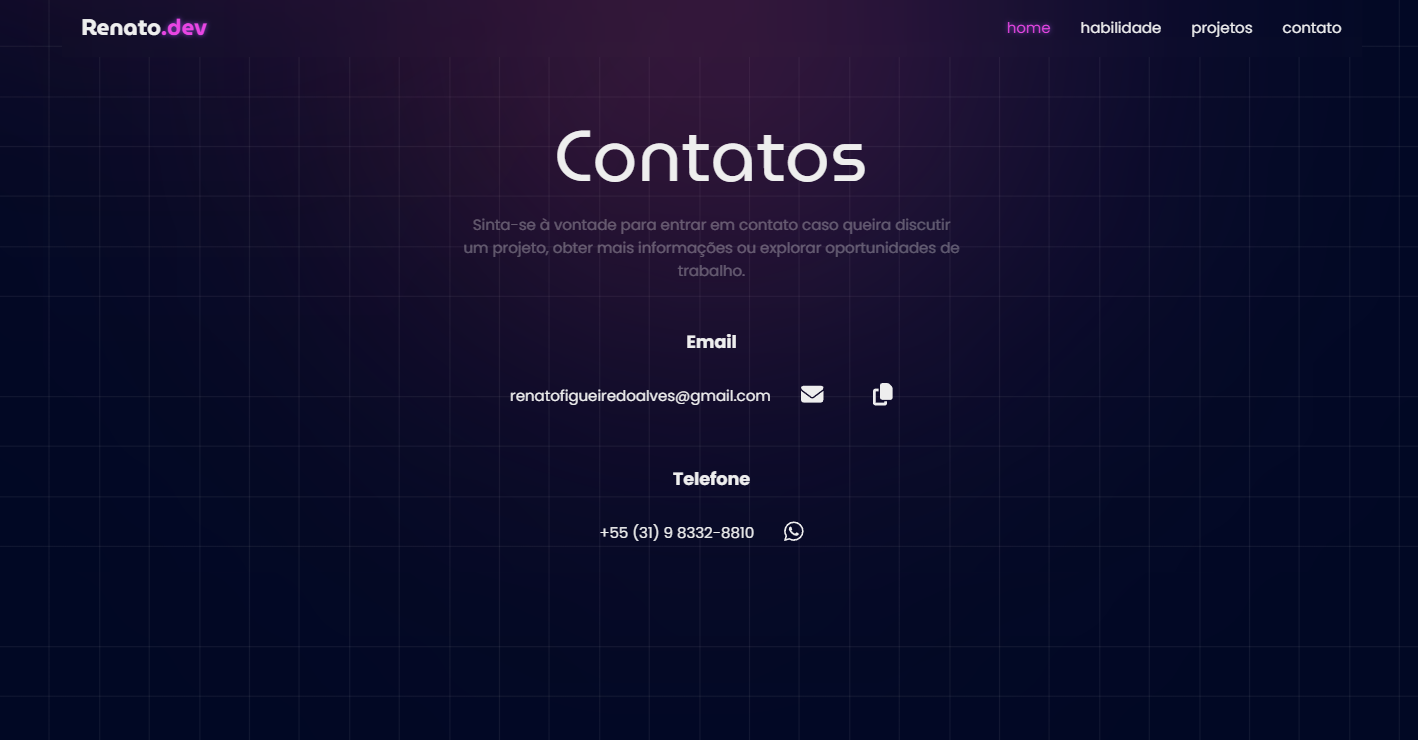 Renato.dev
home habilidade projetos contato
Contatos
Sinta-se à vontade para entrar em contato caso queira discutir
um projeto, obter mais informações ou explorar oportunidades de
trabalho.
Email
renatofigueiredoalves@gmail.com
Telefone
+55 (31) 9 8332-8810